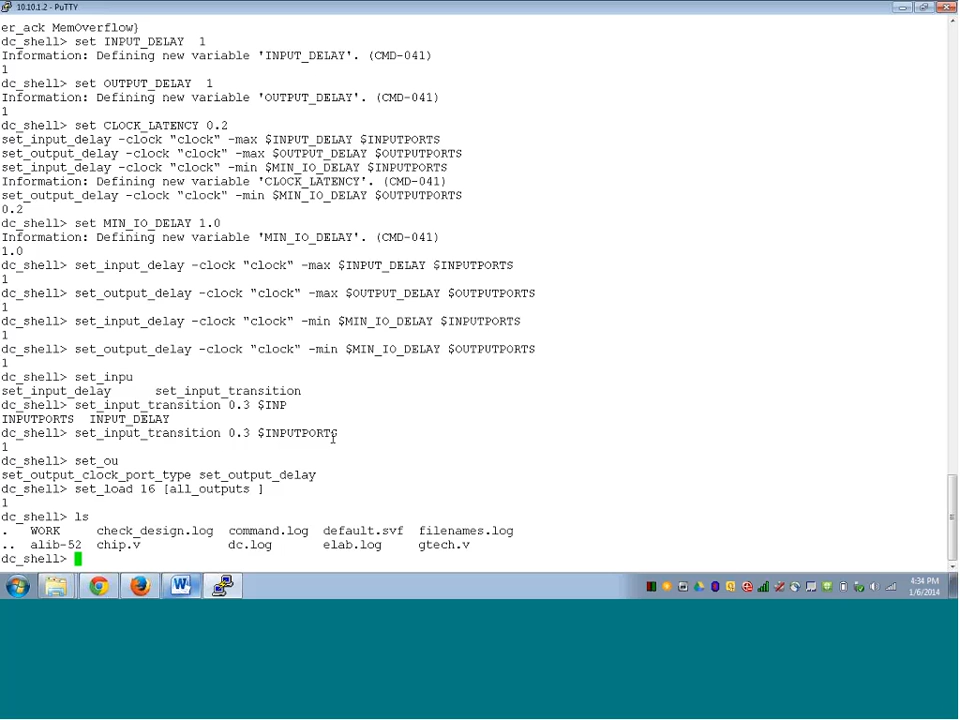 10.10.1.2 - PuTTY
er_ack MemOverflow}
dc_shell> set INPUT_DELAY  1
Information: Defining new variable 'INPUT_DELAY'. (CMD-041)
1
dc_shell> set OUTPUT_DELAY  1
Information: Defining new variable 'OUTPUT_DELAY'. (CMD-041)
1
dc_shell> set CLOCK_LATENCY 0.2
set_input_delay -clock "clock" -max $INPUT_DELAY $INPUTPORTS
set_output_delay -clock "clock" -max $OUTPUT_DELAY $OUTPUTPORTS
set_input_delay -clock "clock" -min $MIN_IO_DELAY $INPUTPORTS
Information: Defining new variable 'CLOCK_LATENCY'. (CMD-041)
set_output_delay -clock "clock" -min $MIN_IO_DELAY $OUTPUTPORTS
0.2
dc_shell> set MIN_IO_DELAY 1.0
Information: Defining new variable 'MIN_IO_DELAY'. (CMD-041)
1.0
dc_shell> set_input_delay -clock "clock" -max $INPUT_DELAY $INPUTPORTS
1
dc_shell> set_output_delay -clock "clock" -max $OUTPUT_DELAY $OUTPUTPORTS
1
dc_shell> set_input_delay -clock "clock" -min $MIN_IO_DELAY $INPUTPORTS
1
dc_shell> set_output_delay -clock "clock" -min $MIN_IO_DELAY $OUTPUTPORTS
1
dc_shell> set_inpu
set_input_delay      set_input_transition
dc_shell> set_input_transition 0.3 $INP
INPUTPORTS  INPUT_DELAY
dc_shell> set_input_transition 0.3 $INPUTPORTS
1
dc_shell> set_ou
set_output_clock_port_type set_output_delay
dc_shell> set_load 16 [all_outputs ]
1
dc_shell> ls
.   WORK     check_design.log  command.log  default.svf  filenames.log
..  alib-52  chip.v            dc.log       elab.log     gtech.v
dc_shell>
4:34 PM
1/6/2014